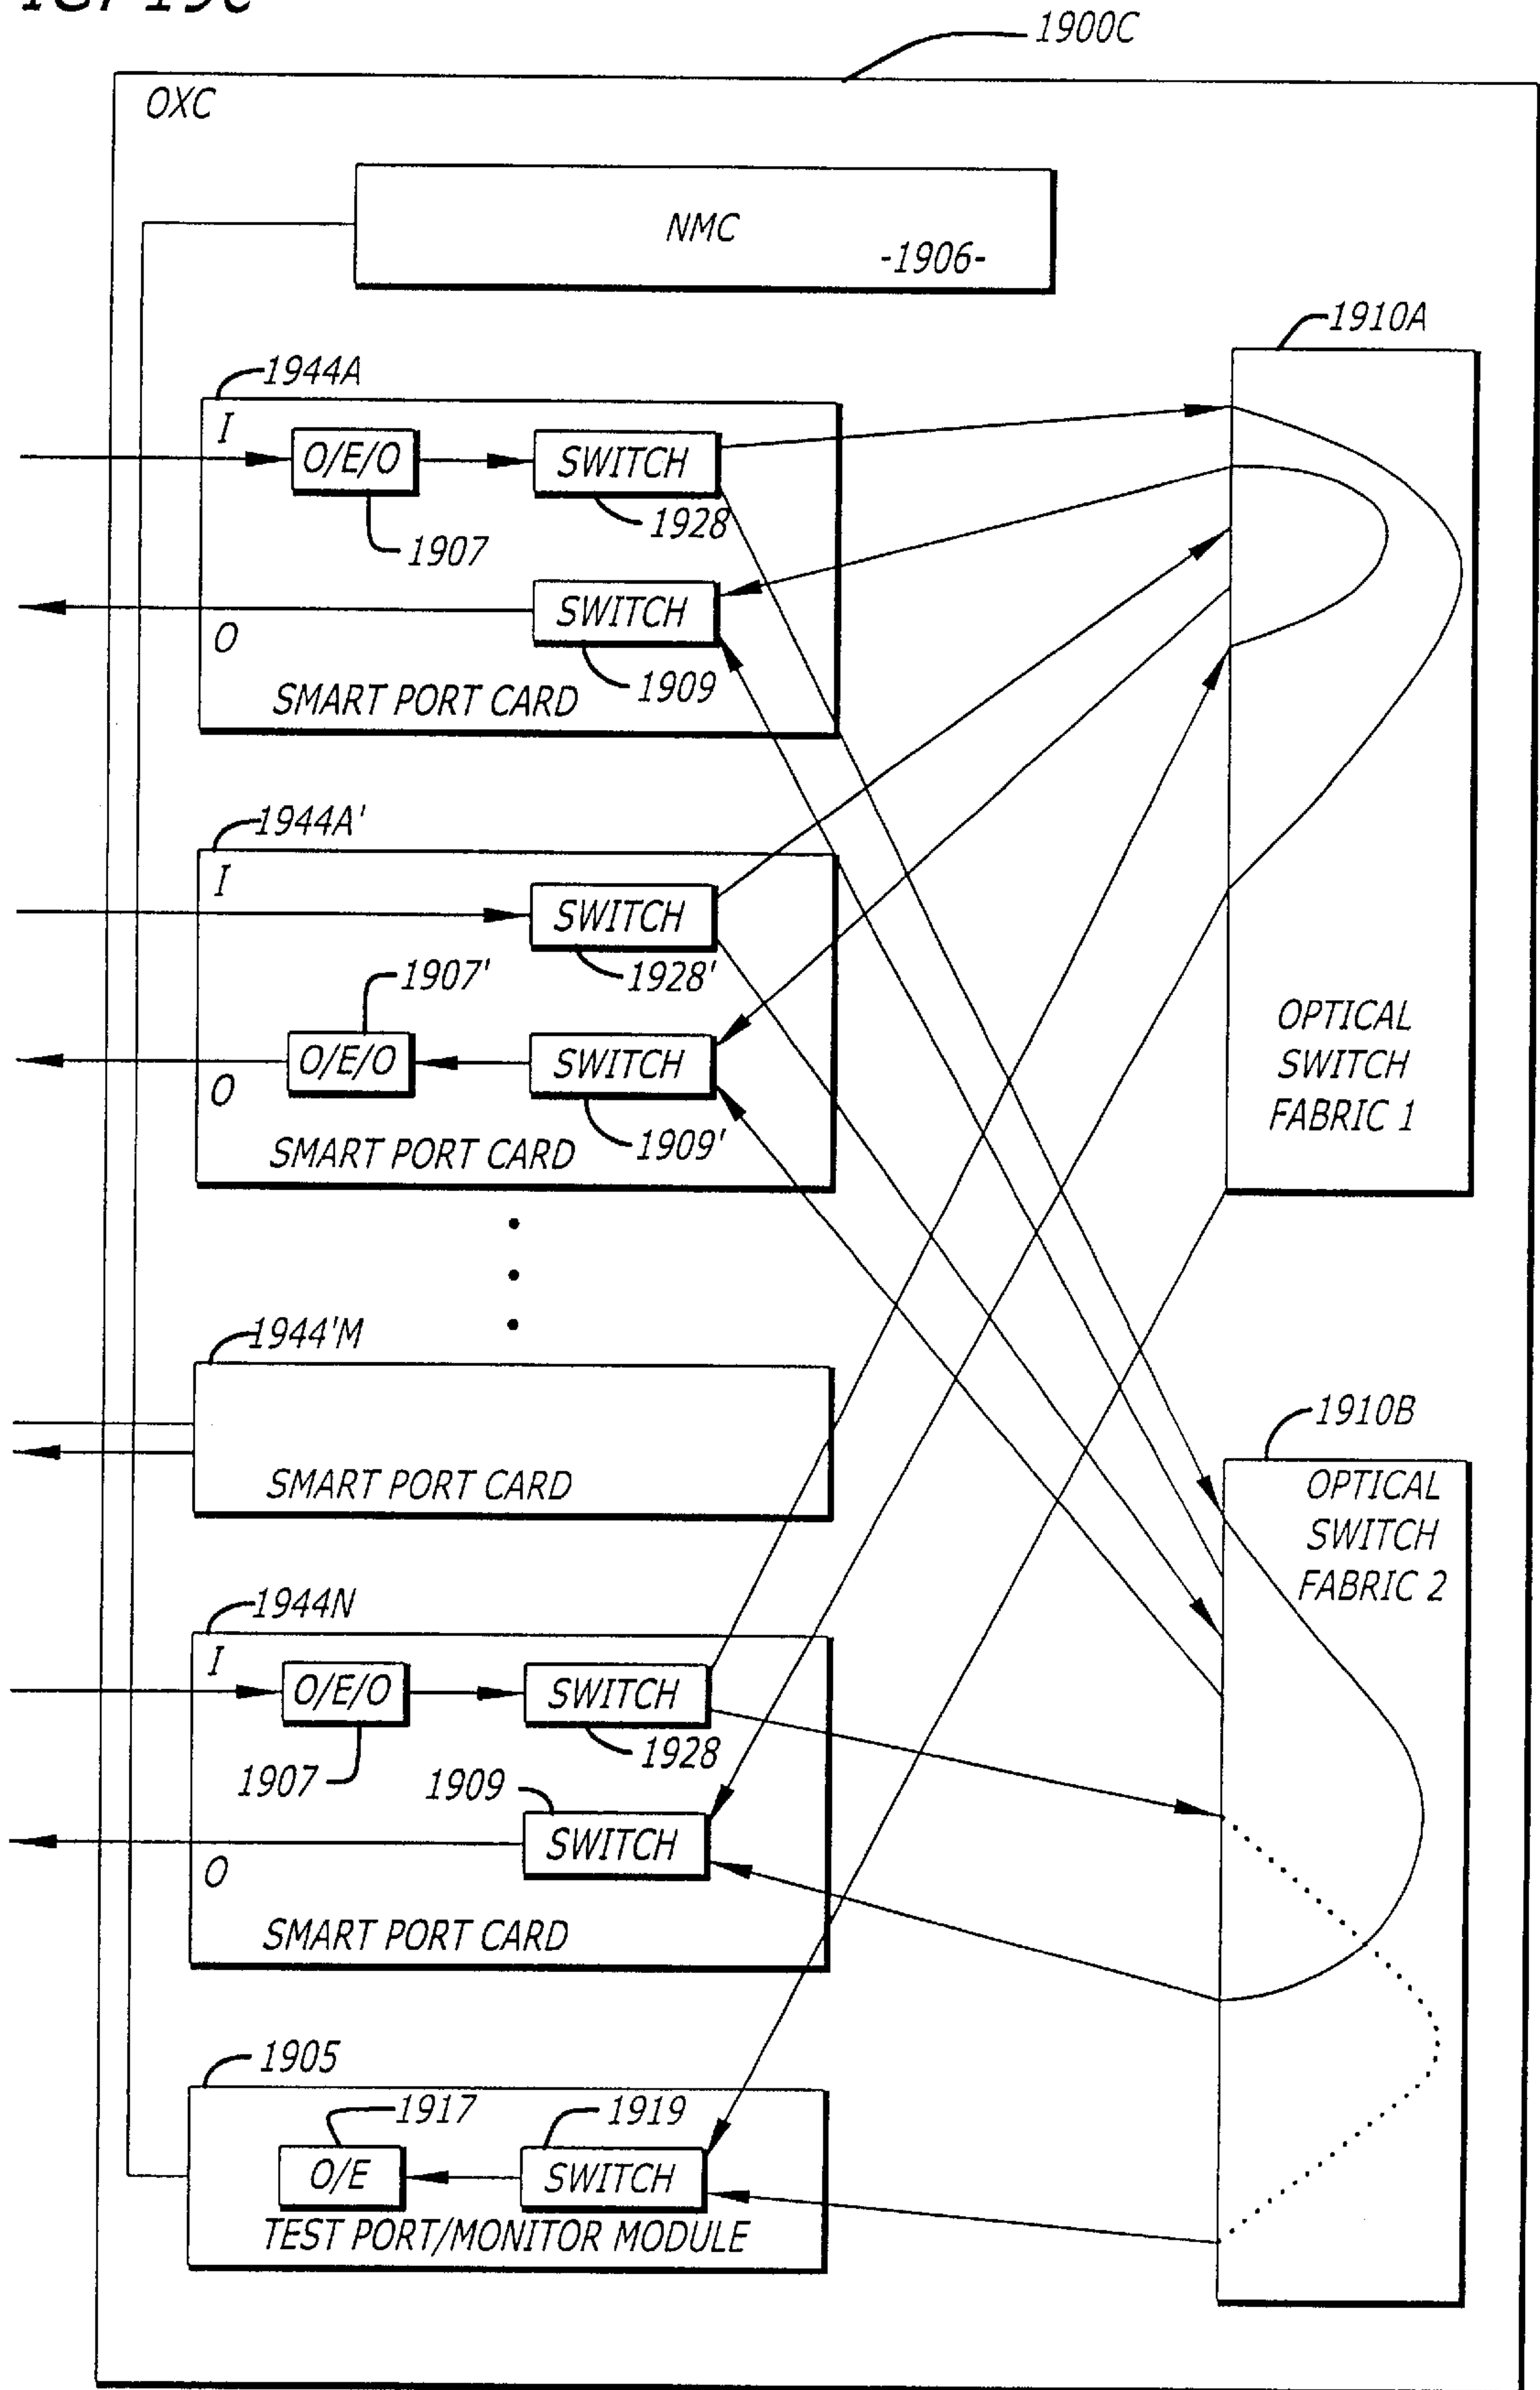 1900C
OXC
NMC
-1906-
1910A
1944A
I
O/E/O
SWITCH
1928
1907
SWITCH
O
1909
SMART PORT CARD
1944A'
I
SWITCH
1907'
1928'
OPTICAL
SWITCH
FABRIC 1
O/E/O
SWITCH
O
1909'
SMART PORT CARD
1944'M
SMART PORT CARD
1910B
OPTICAL
SWITCH
FABRIC 2
1944N
I
O/E/O
SWITCH
1928
1907
1909
SWITCH
O
SMART PORT CARD
1905
1917
1919
O/E
SWITCH
TEST PORT/MONITOR MODULE